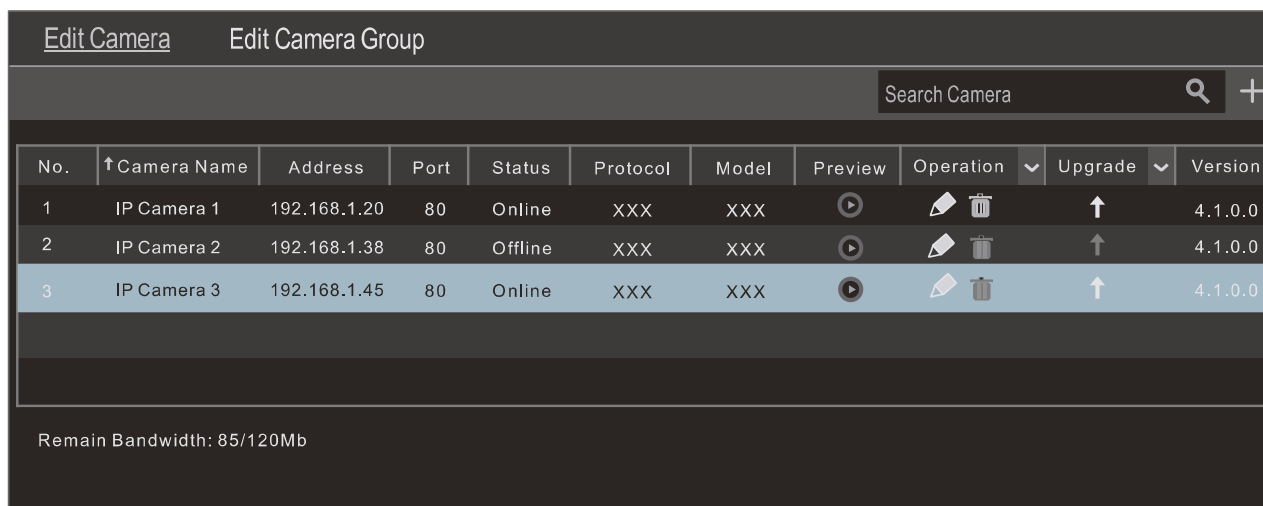 Edit Camera Edit Camera Group
Search Camera
No. Camera Name Address Port Status Protocol Model Preview Operation Upgrade Version
1 IP Camera 1 192.168.1.20 80 Online XXX XXX 4.1.0.0
2 IP Camera 2 192.168.1.38 80 Offline XXX XXX 4.1.0.0
3 IP Camera 3 192.168.1.45 80 Online XXX XXX 4.1.0.0
Remain Bandwidth: 85/120Mb